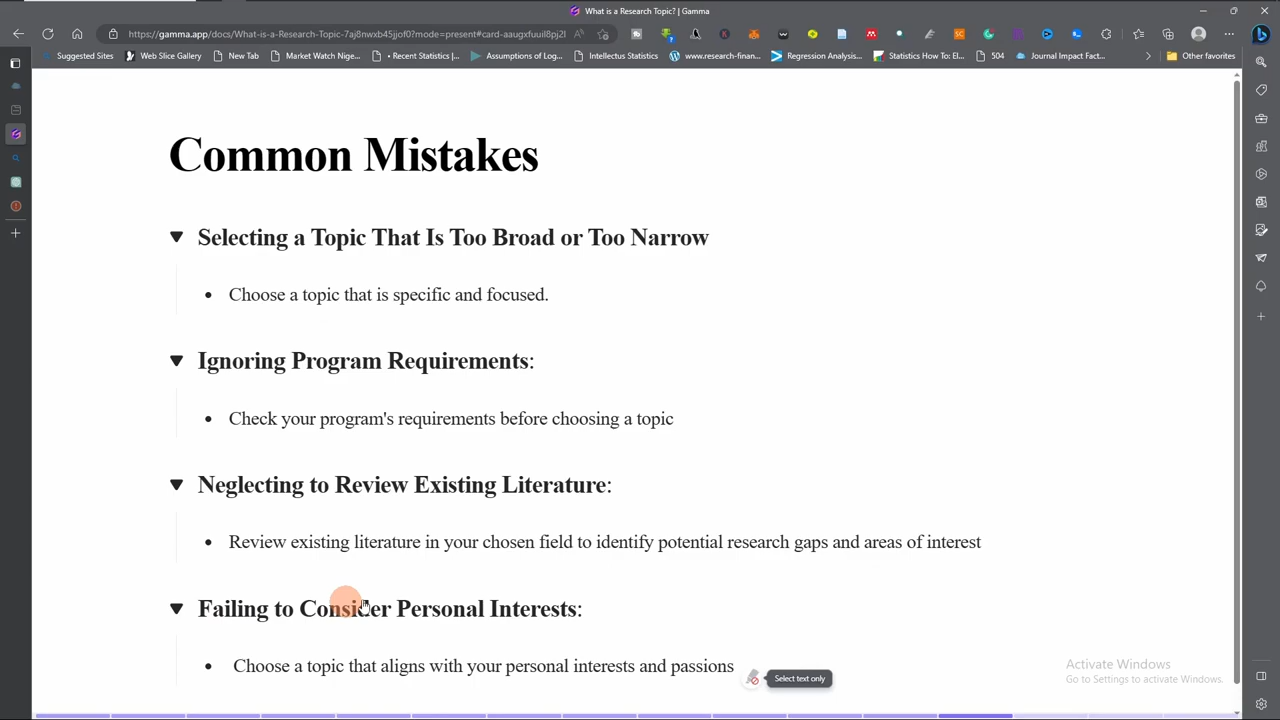 What is a Research Topic? | Gamma
https://gamma.app/docs/What-is-a-Research-Topic-7aj8nwxb45jjof0?mode=present#card-aaugxfuuil8pj2l
Suggested Sites Web Slice Gallery New Tab Market Watch Nige... • Recent Statistics |... Assumptions of Log... Intellectus Statistics www.research-finan... Regression Analysis... Statistics How To: El... 504 Journal Impact Fact... Other favorites
Common Mistakes
Selecting a Topic That Is Too Broad or Too Narrow
• Choose a topic that is specific and focused.
Ignoring Program Requirements:
• Check your program's requirements before choosing a topic
Neglecting to Review Existing Literature:
• Review existing literature in your chosen field to identify potential research gaps and areas of interest
Failing to Consider Personal Interests:
• Choose a topic that aligns with your personal interests and passions
Select text only
Activate Windows
Go to Settings to activate Windows.